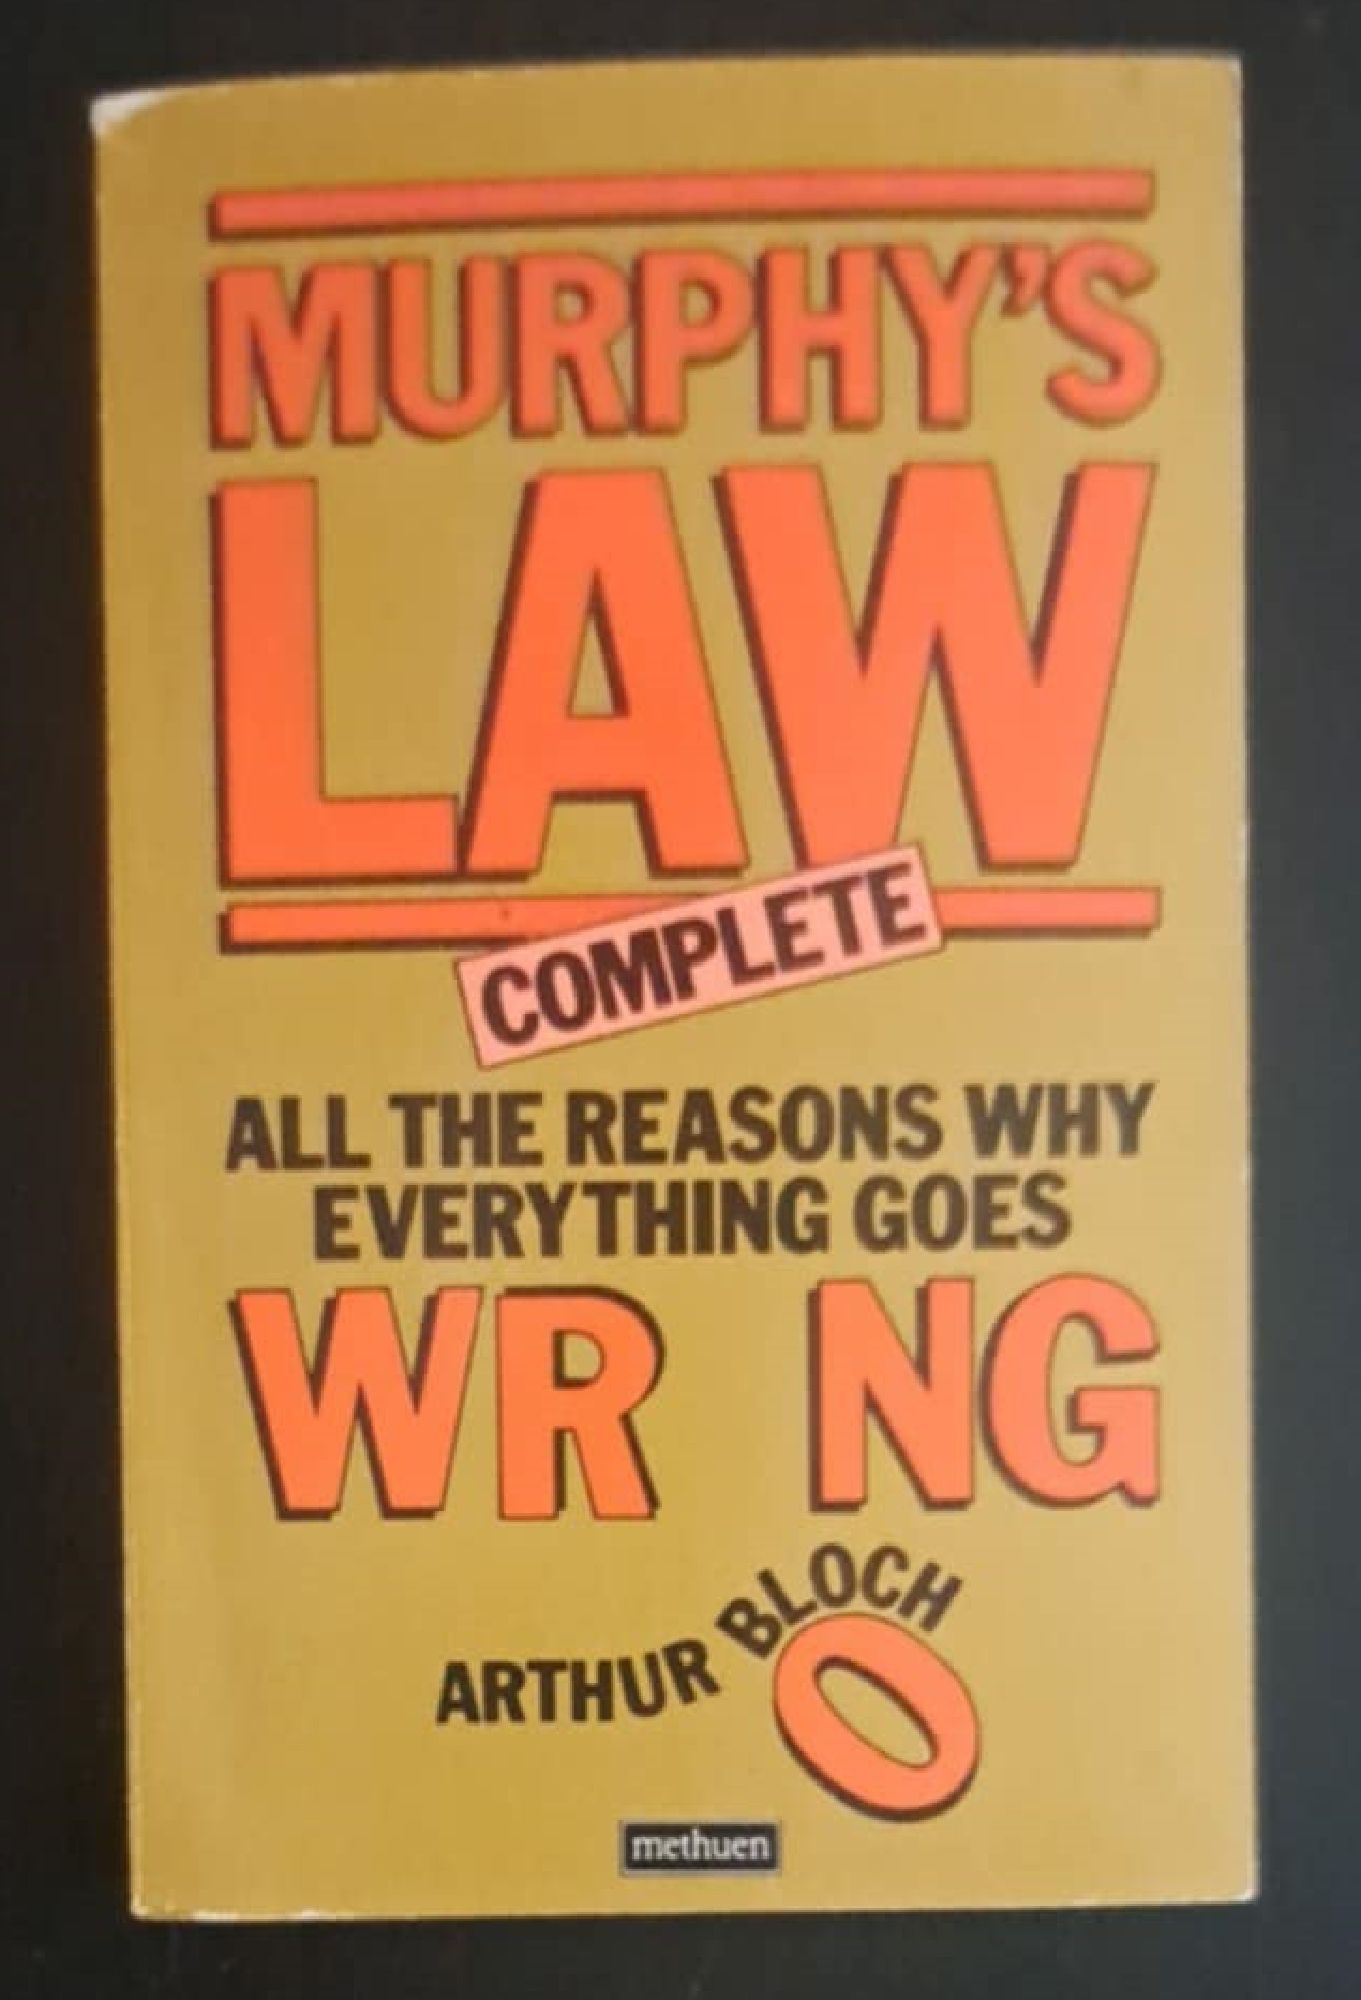 MURPHY'S
LAW
COMPLETE
ALL THE REASONS WHY
EVERYTHING GOES
WR NG
ARTHUR BLOCH
O
methuen